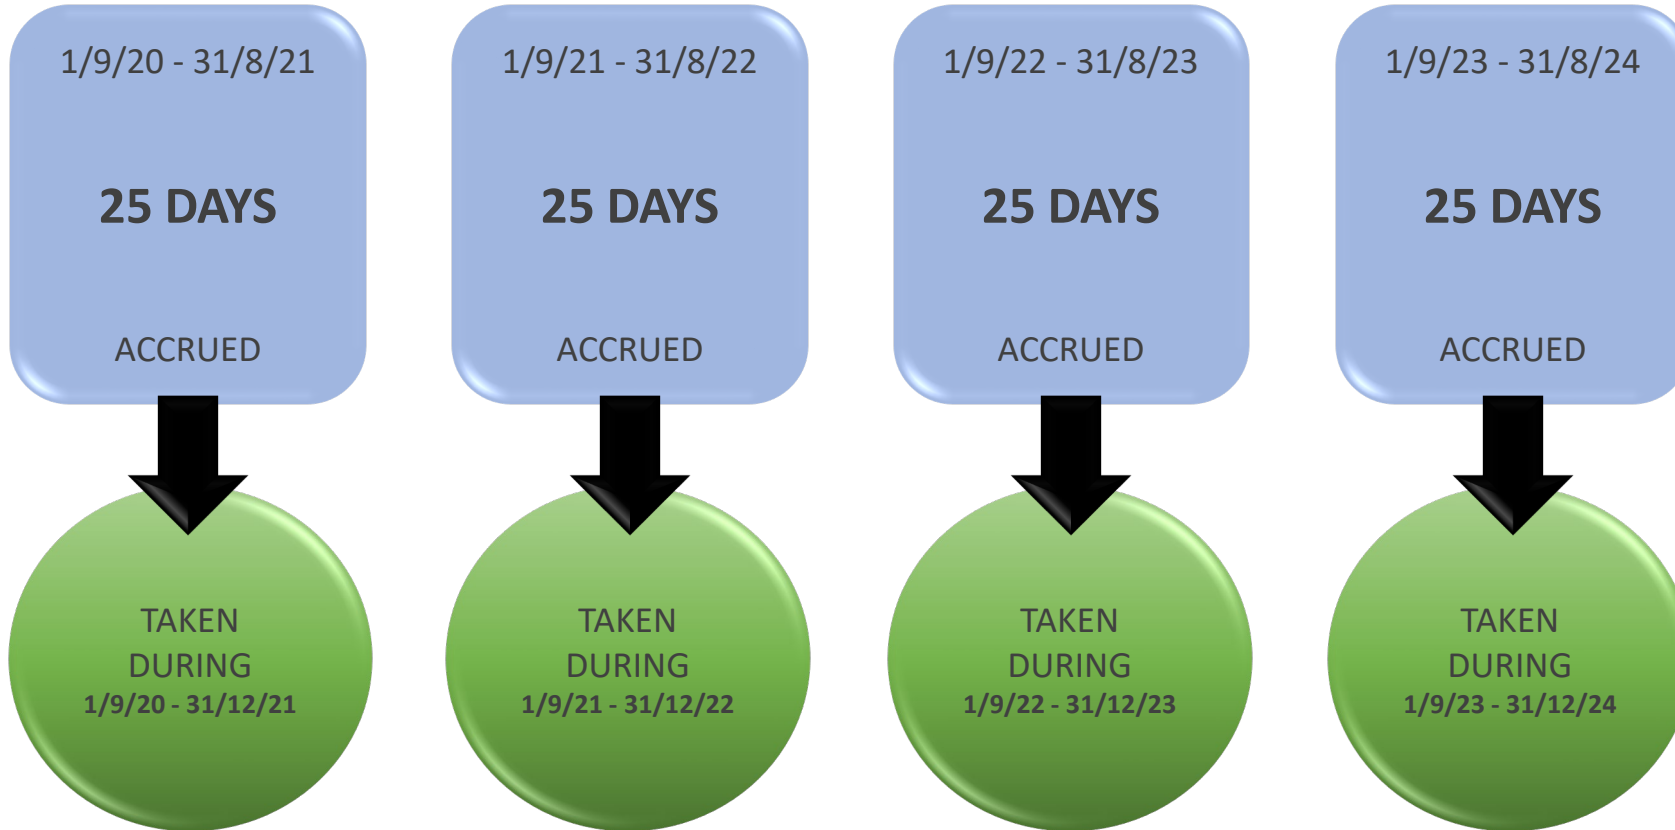 1/9/20 - 31/8/21
25 DAYS
ACCRUED
TAKEN
DURING
1/9/20 - 31/12/21
1/9/21 - 31/8/22
25 DAYS
ACCRUED
TAKEN
DURING
1/9/21 - 31/12/22
1/9/22 - 31/8/23
25 DAYS
ACCRUED
TAKEN
DURING
1/9/22 - 31/12/23
1/9/23 - 31/8/24
25 DAYS
ACCRUED
TAKEN
DURING
1/9/23 - 31/12/24